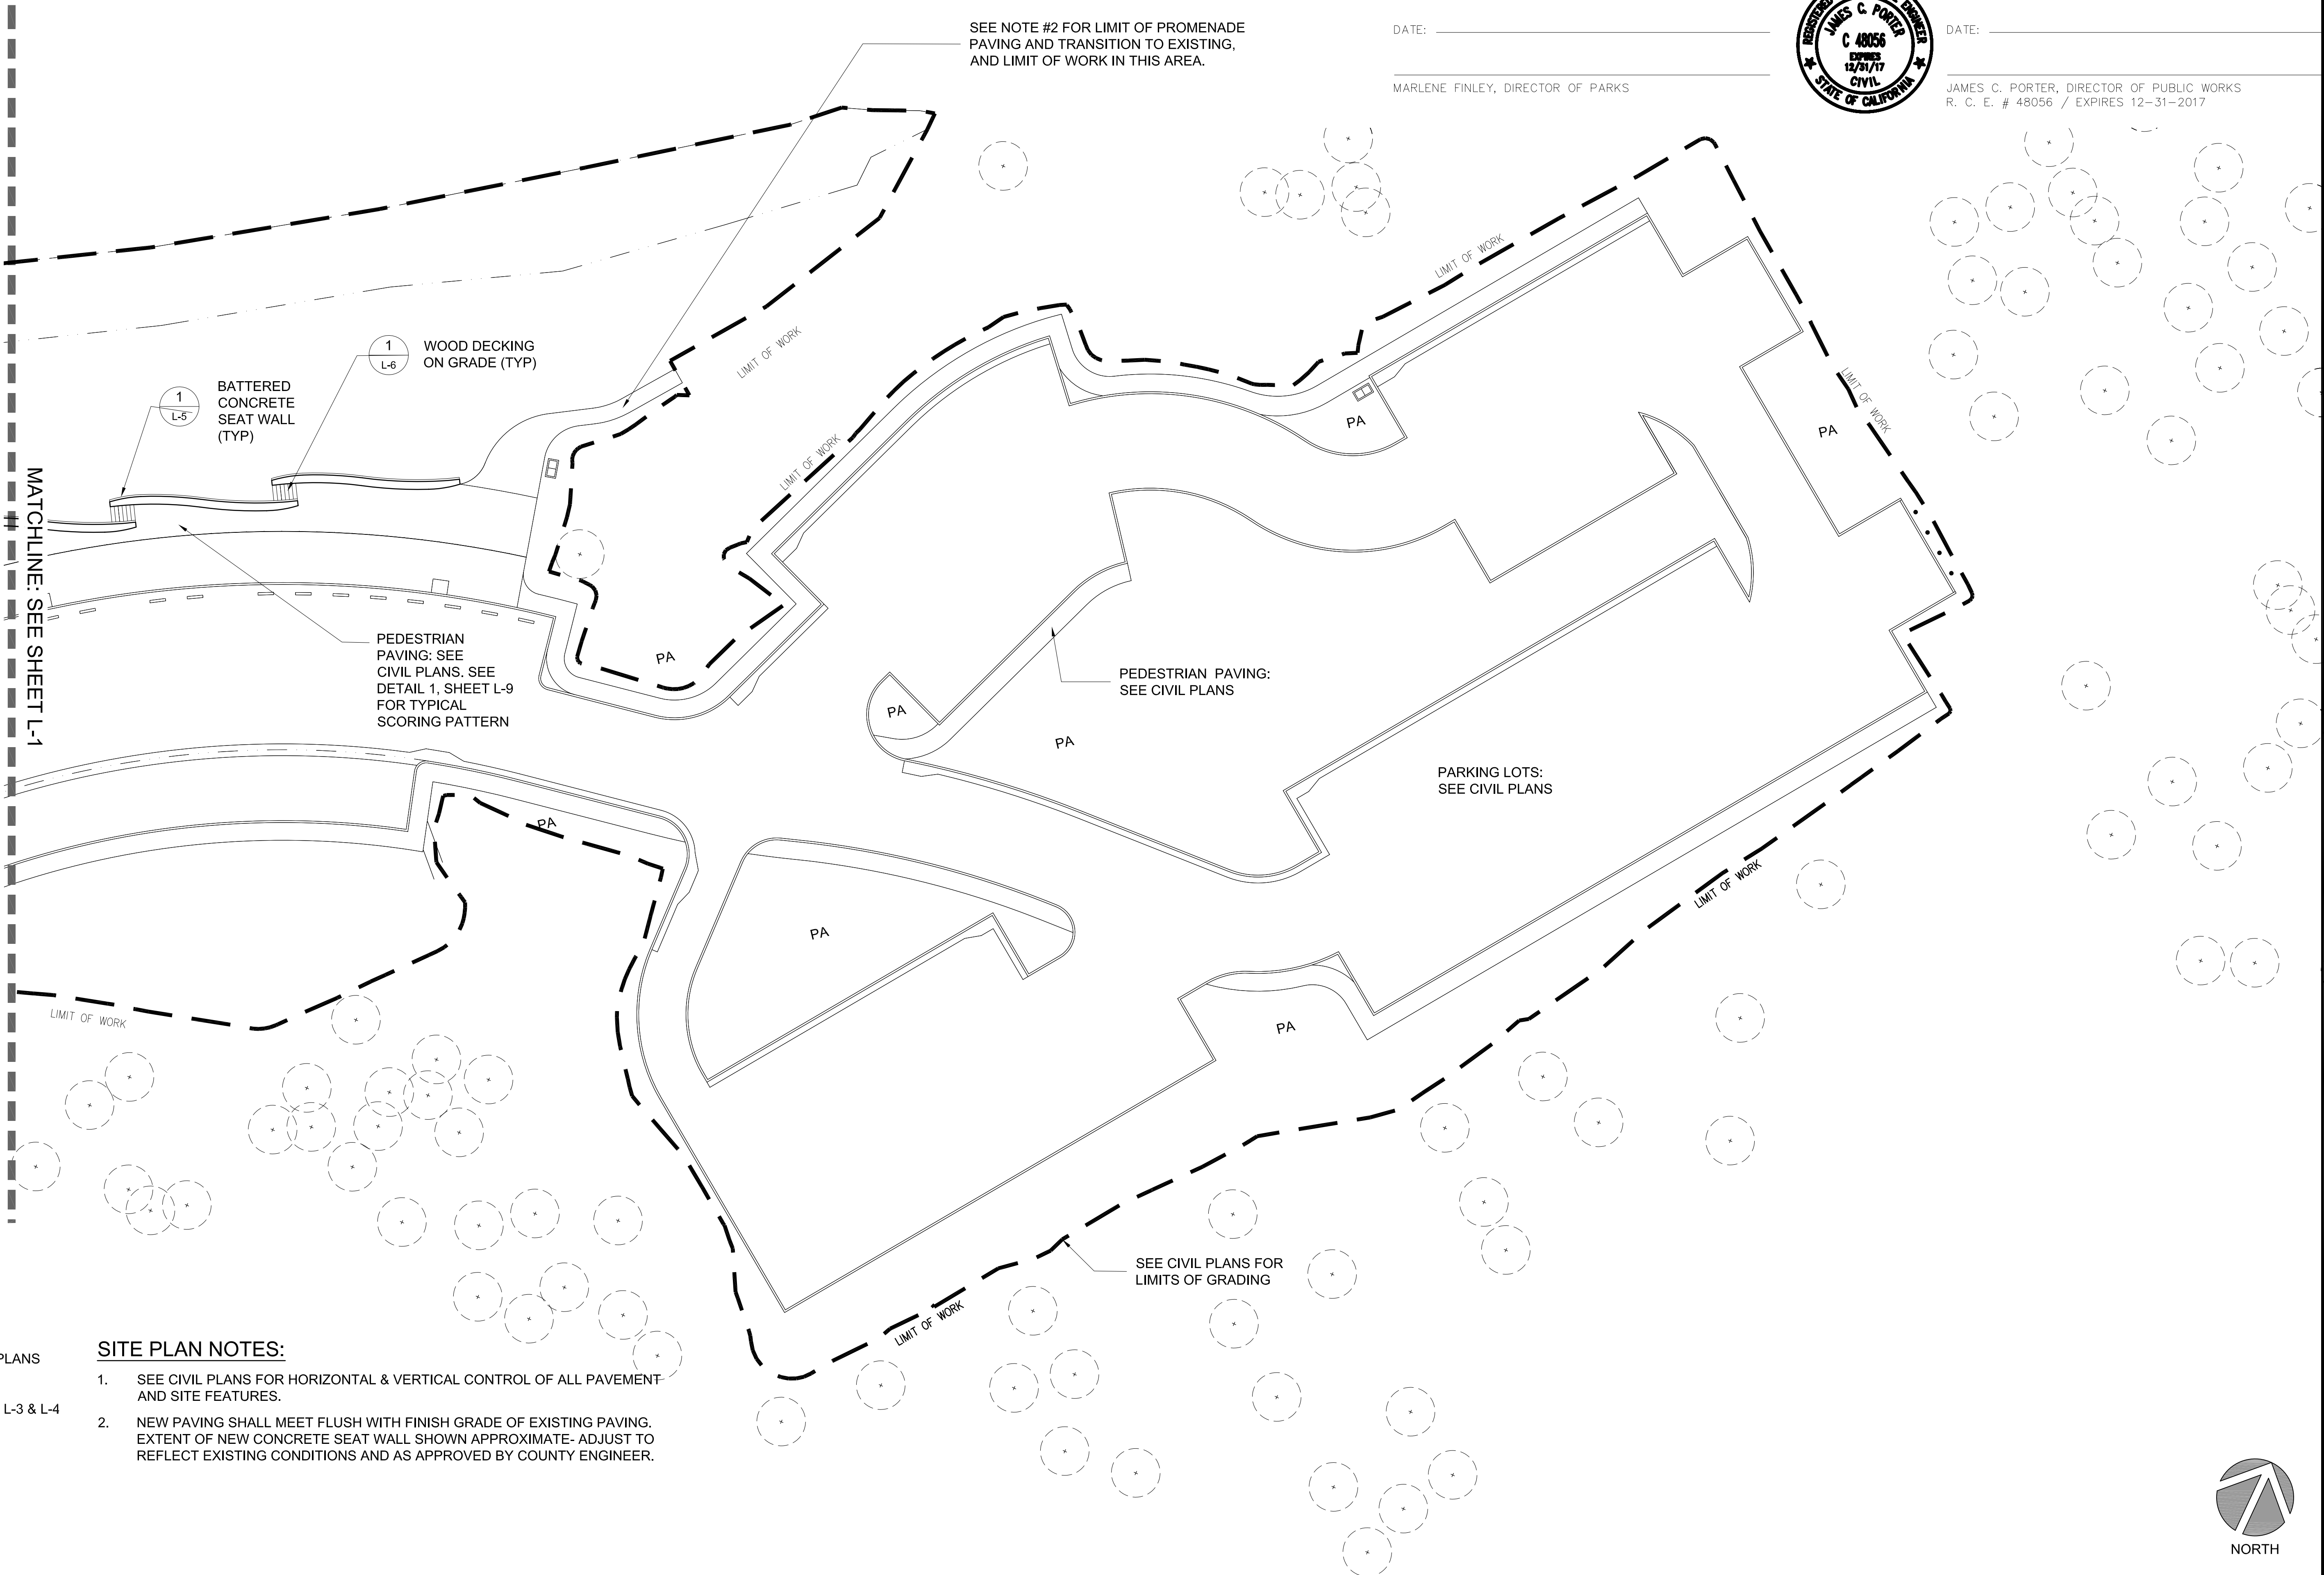 SEE NOTE #2 FOR LIMIT OF PROMENADE
PAVING AND TRANSITION TO EXISTING,
AND LIMIT OF WORK IN THIS AREA.
DATE:
MARLENE FINLEY, DIRECTOR OF PARKS
REGISTERED
ENGINEER
JAMES C. PORTER
C 48056
EXPIRES
12/31/17
CIVIL
STATE OF CALIFORNIA
DATE:
JAMES C. PORTER, DIRECTOR OF PUBLIC WORKS
R. C. E. # 48056 / EXPIRES 12-31-2017
LIMIT OF WORK
LIMIT OF WORK
LIMIT OF WORK
LIMIT OF WORK
1
L-6
WOOD DECKING
ON GRADE (TYP)
1
L-5
BATTERED
CONCRETE
SEAT WALL
(TYP)
MATCHLINE: SEE SHEET L-1
PA
PA
PEDESTRIAN
PAVING: SEE
CIVIL PLANS. SEE
DETAIL 1, SHEET L-9
FOR TYPICAL
SCORING PATTERN
PA
PEDESTRIAN PAVING:
SEE CIVIL PLANS
PA
PA
PARKING LOTS:
SEE CIVIL PLANS
PA
PA
LIMIT OF WORK
LIMIT OF WORK
PA
SEE CIVIL PLANS FOR
LIMITS OF GRADING
LIMIT OF WORK
PLANS
L-3 & L-4
SITE PLAN NOTES:
1. SEE CIVIL PLANS FOR HORIZONTAL & VERTICAL CONTROL OF ALL PAVEMENT
AND SITE FEATURES.
2. NEW PAVING SHALL MEET FLUSH WITH FINISH GRADE OF EXISTING PAVING.
EXTENT OF NEW CONCRETE SEAT WALL SHOWN APPROXIMATE- ADJUST TO
REFLECT EXISTING CONDITIONS AND AS APPROVED BY COUNTY ENGINEER.
NORTH